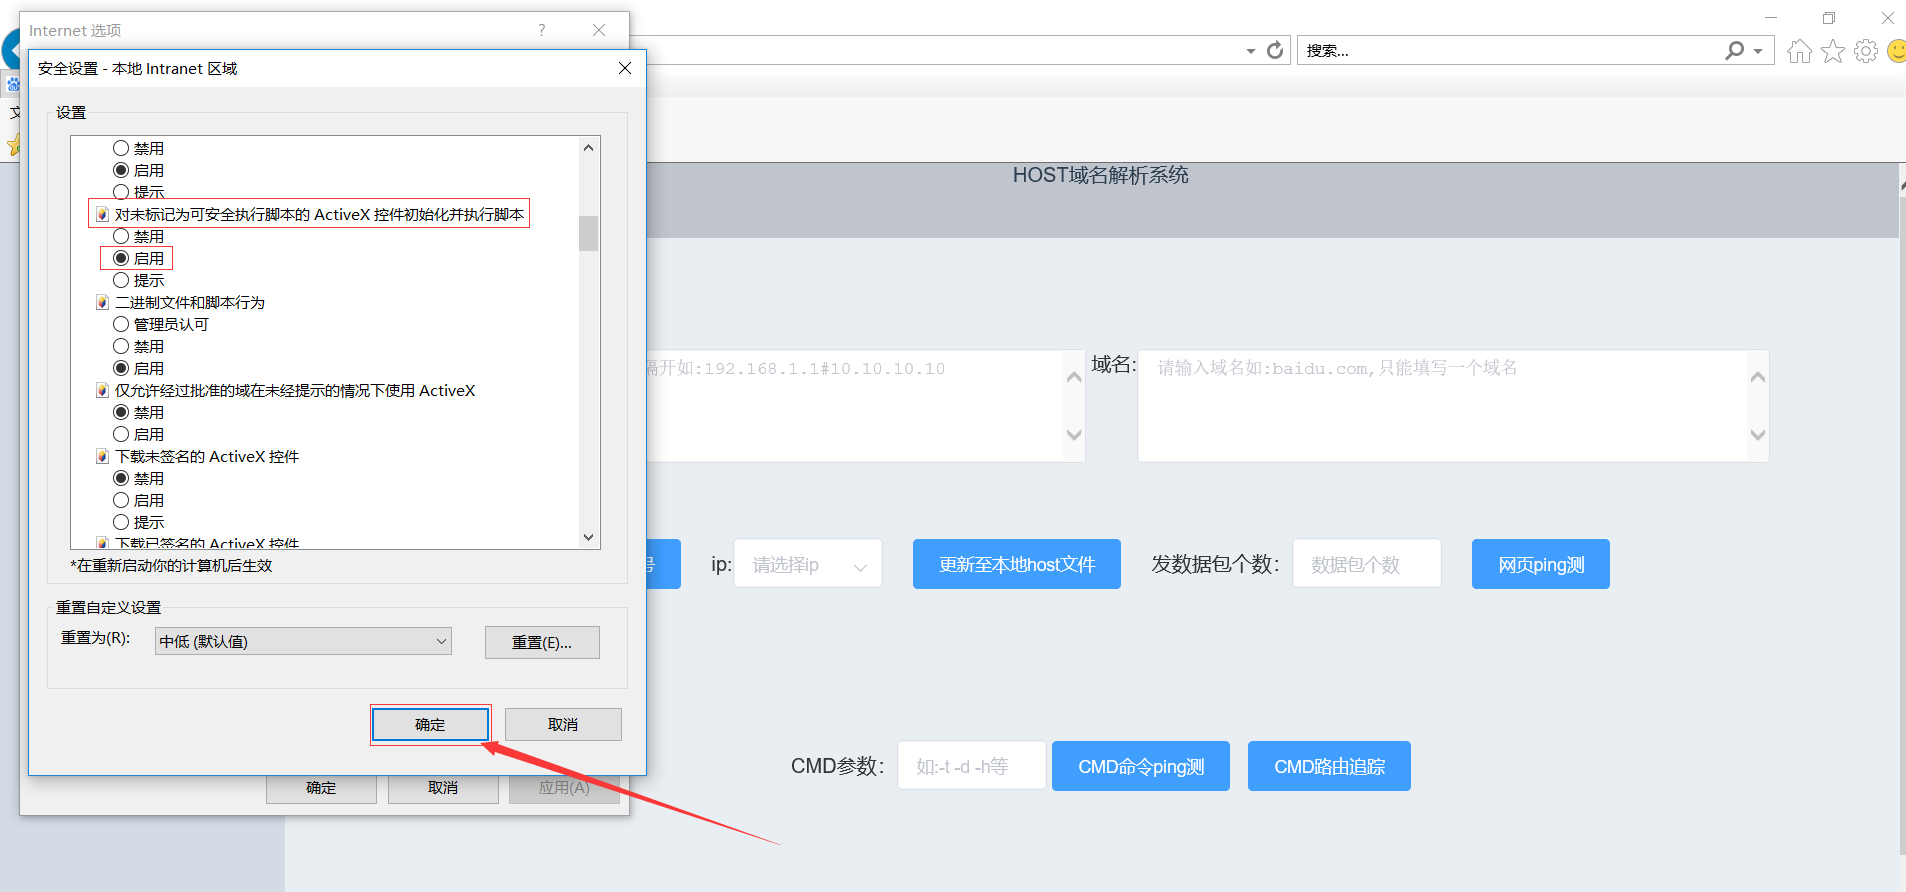 Internet 选项
安全设置 - 本地 Intranet 区域
搜索...
设置
禁用
启用
提示
对未标记为可安全执行脚本的 ActiveX 控件初始化并执行脚本
禁用
启用
提示
二进制文件和脚本行为
管理员认可
禁用
启用
仅允许经过批准的域在未经提示的情况下使用 ActiveX
禁用
启用
下载未签名的 ActiveX 控件
禁用
启用
提示
下载已签名的 ActiveX 控件
*在重新启动你的计算机后生效
重置自定义设置
重置为(R):
中低 (默认值)
重置(E)...
确定
取消
确定
取消
应用(A)
HOST域名解析系统
隔开如:192.168.1.1#10.10.10.10
域名:
请输入域名如:baidu.com,只能填写一个域名
号
ip:
请选择ip
更新至本地host文件
发数据包个数:
数据包个数
网页ping测
CMD参数:
如:-t -d -h等
CMD命令ping测
CMD路由追踪